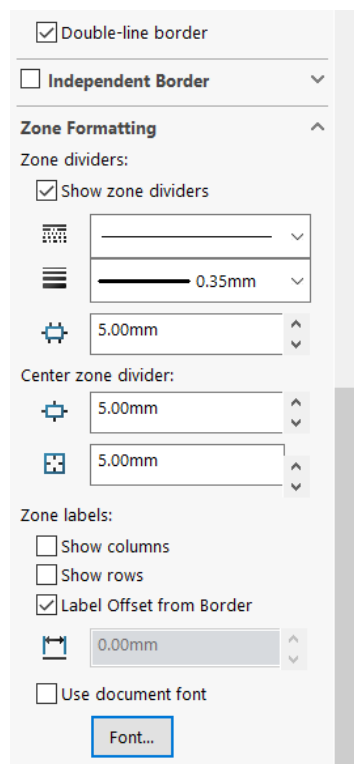 Double-line border
Independent Border
Zone Formatting
Zone dividers:
Show zone dividers
0.35mm
5.00mm
Center zone divider:
5.00mm
5.00mm
Zone labels:
Show columns
Show rows
Label Offset from Border
0.00mm
Use document font
Font...